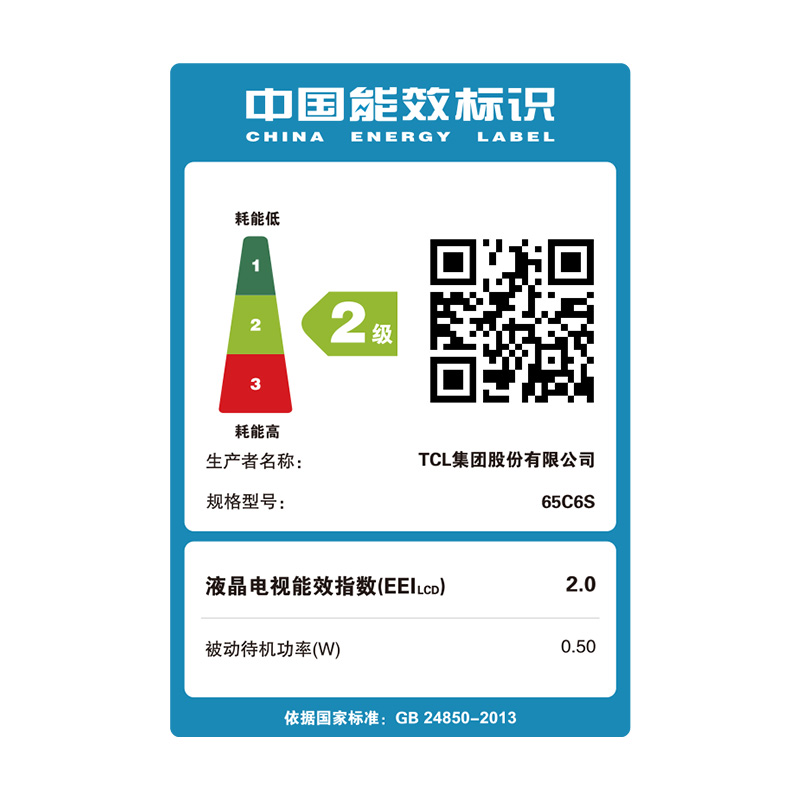 中国能效标识
CHINA ENERGY LABEL
耗能低
1
2
3
2级
耗能高
生产者名称： TCL集团股份有限公司
规格型号： 65C6S
液晶电视能效指数(EEILCD) 2.0
被动待机功率(W) 0.50
依据国家标准：GB 24850-2013